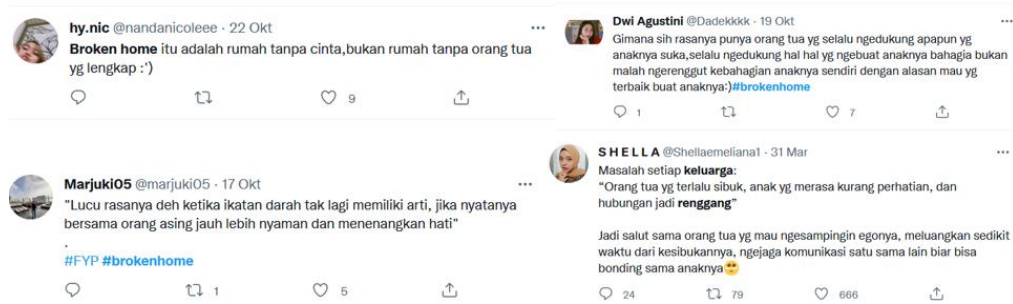 hy.nic @nandanicoleee · 22 Okt
Broken home itu adalah rumah tanpa cinta,bukan rumah tanpa orang tua
yg lengkap :')
9
Marjuki05 @marjuki05 · 17 Okt
"Lucu rasanya deh ketika ikatan darah tak lagi memiliki arti, jika nyatanya
bersama orang asing jauh lebih nyaman dan menenangkan hati"
.
#FYP #brokenhome
1 5
Dwi Agustini @Dadekkkk · 19 Okt
Gimana sih rasanya punya orang tua yg selalu ngedukung apapun yg
anaknya suka,selalu ngedukung hal hal yg ngebuat anaknya bahagia bukan
malah ngerenggut kebahagian anaknya sendiri dengan alasan mau yg
terbaik buat anaknya:)#brokenhome
1 7
S H E L L A @Shellaemeliana1 · 31 Mar
Masalah setiap keluarga:
"Orang tua yg terlalu sibuk, anak yg merasa kurang perhatian, dan
hubungan jadi renggang"
Jadi salut sama orang tua yg mau ngesampingin egonya, meluangkan sedikit
waktu dari kesibukannya, ngejaga komunikasi satu sama lain biar bisa
bonding sama anaknya🥺
24 79 666